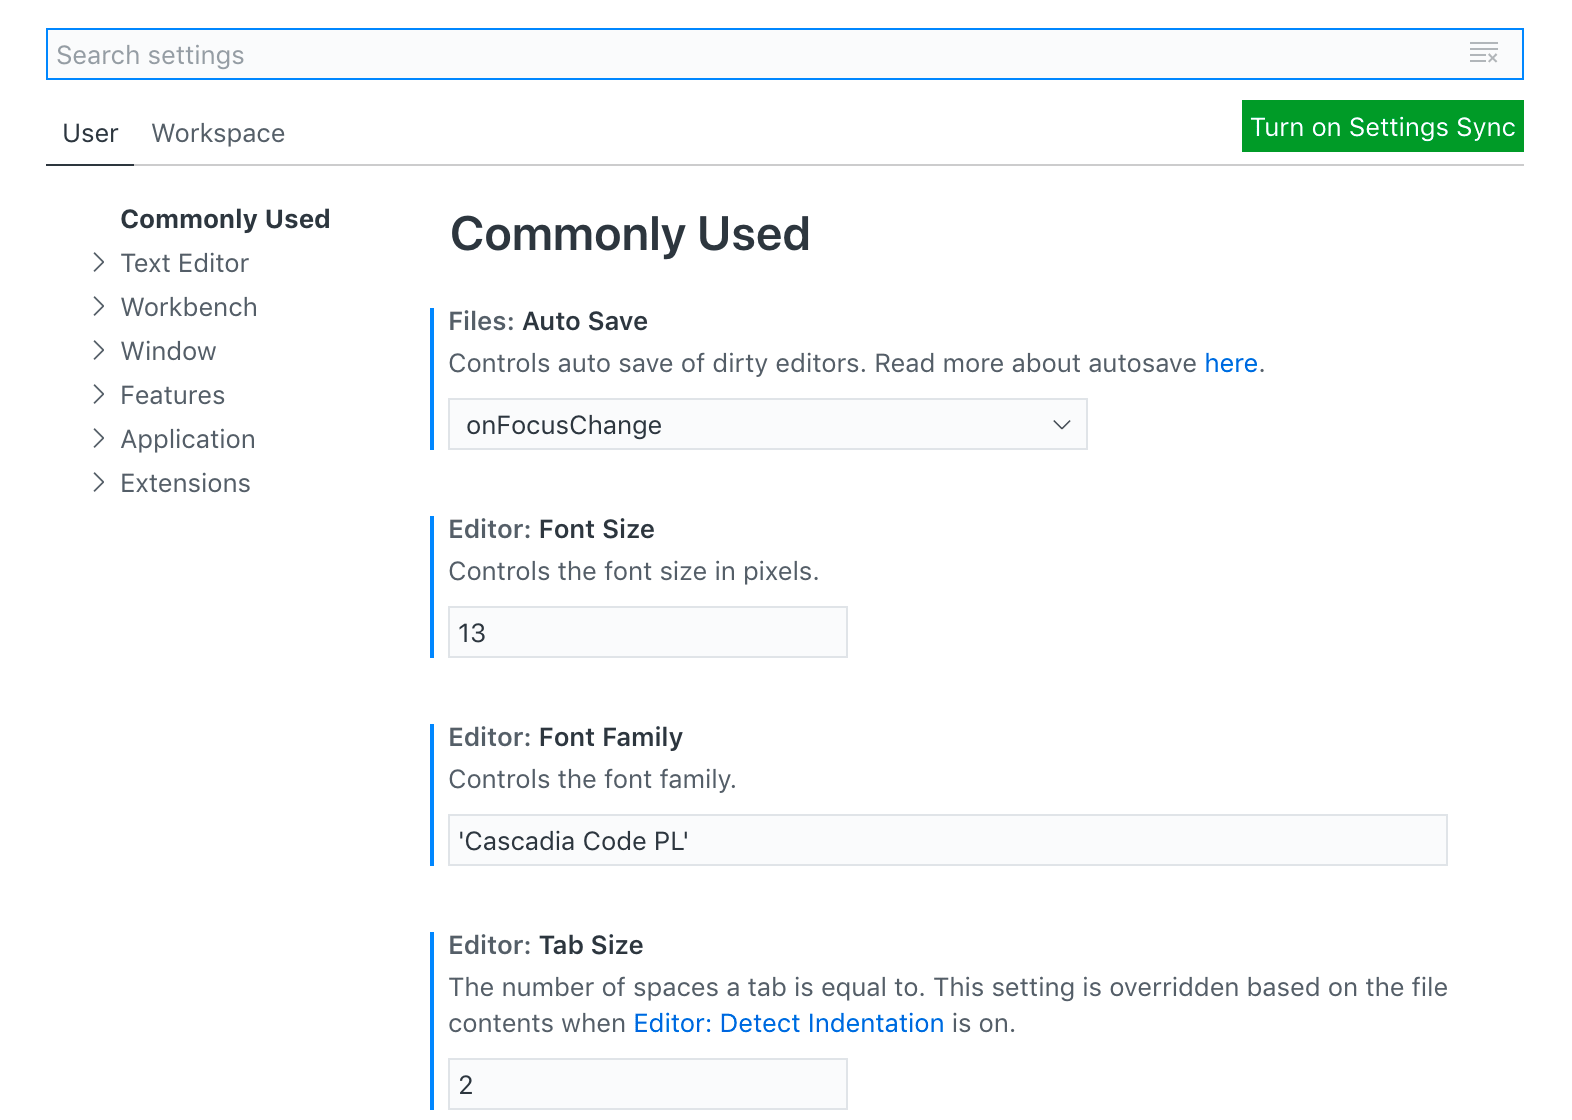 Search settings
User Workspace
Turn on Settings Sync
Commonly Used
Text Editor
Workbench
Window
Features
Application
Extensions
Commonly Used
Files: Auto Save
Controls auto save of dirty editors. Read more about autosave here.
onFocusChange
Editor: Font Size
Controls the font size in pixels.
13
Editor: Font Family
Controls the font family.
'Cascadia Code PL'
Editor: Tab Size
The number of spaces a tab is equal to. This setting is overridden based on the file
contents when Editor: Detect Indentation is on.
2